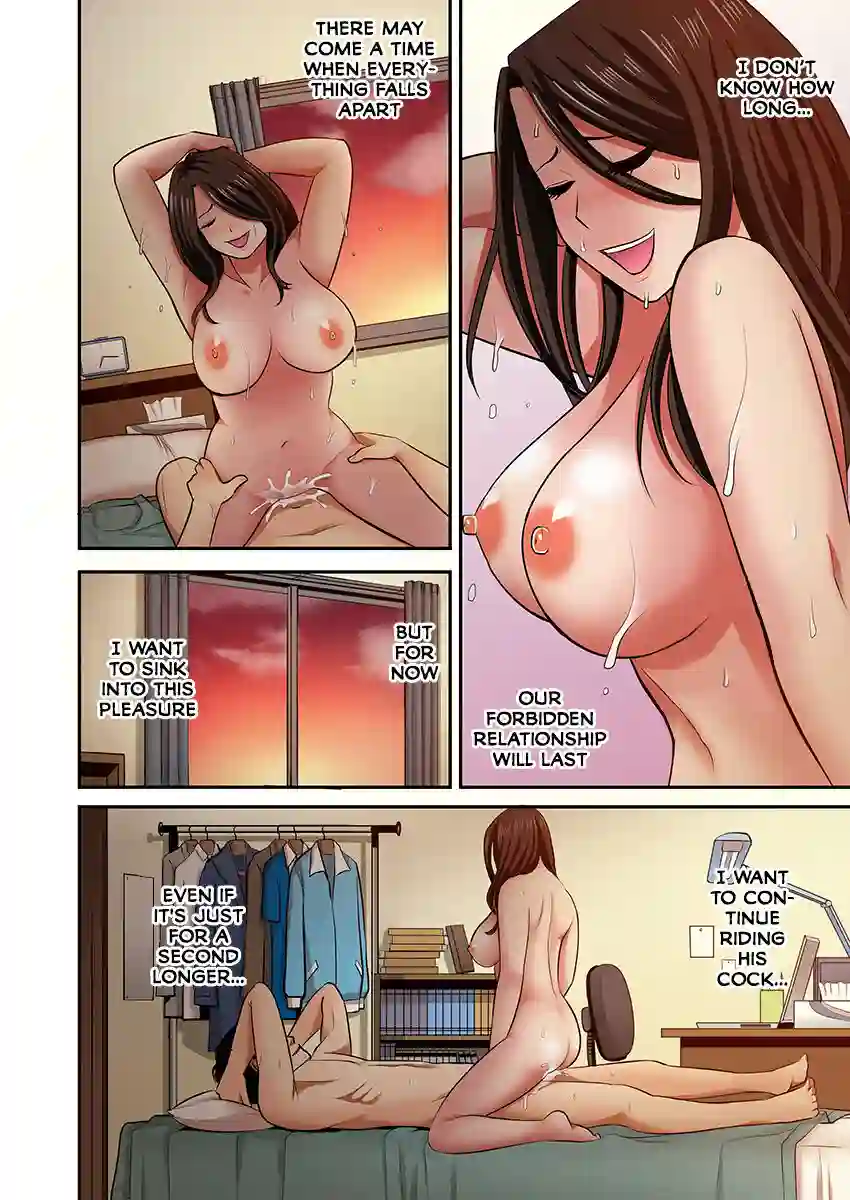 I DON'T
KNOW HOW
LONG...
OUR
FORBIDDEN
RELATIONSHIP
WILL LAST
THERE MAY
COME A TIME
WHEN EVERY-
THING FALLS
APART
BUT
FOR
NOW
I WANT
TO SINK
INTO THIS
PLEASURE
I WANT
TO CON-
TINUE
RIDING
HIS
COCK...
EVEN IF
IT'S JUST
FOR A
SECOND
LONGER...